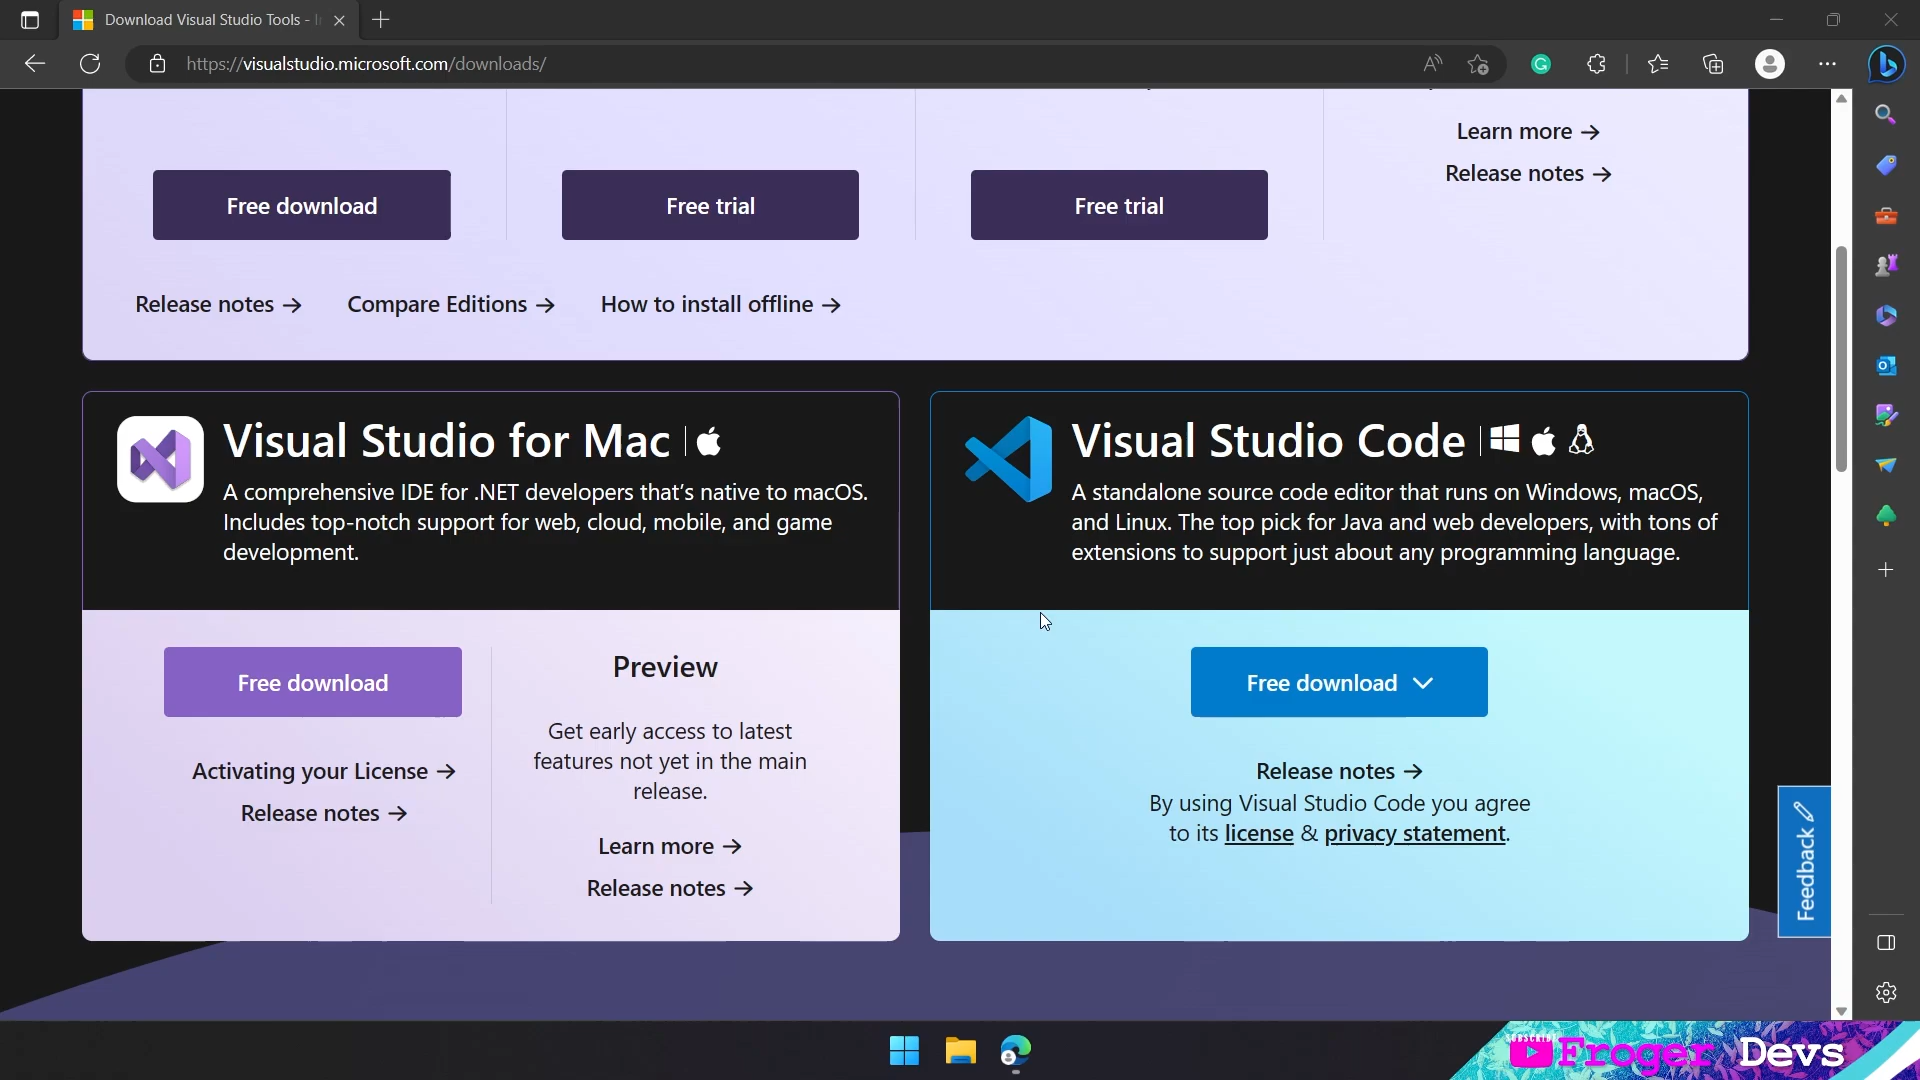 Download Visual Studio Tools - I
https://visualstudio.microsoft.com/downloads/
Learn more →
Release notes →
Free download
Free trial
Free trial
Release notes →
Compare Editions →
How to install offline →
Visual Studio for Mac
A comprehensive IDE for .NET developers that's native to macOS.
Includes top-notch support for web, cloud, mobile, and game
development.
Free download
Activating your License →
Release notes →
Preview
Get early access to latest
features not yet in the main
release.
Learn more →
Release notes →
Visual Studio Code
A standalone source code editor that runs on Windows, macOS,
and Linux. The top pick for Java and web developers, with tons of
extensions to support just about any programming language.
Free download
Release notes →
By using Visual Studio Code you agree
to its license & privacy statement.
Feedback
SUBSCRIBE
Froger Devs